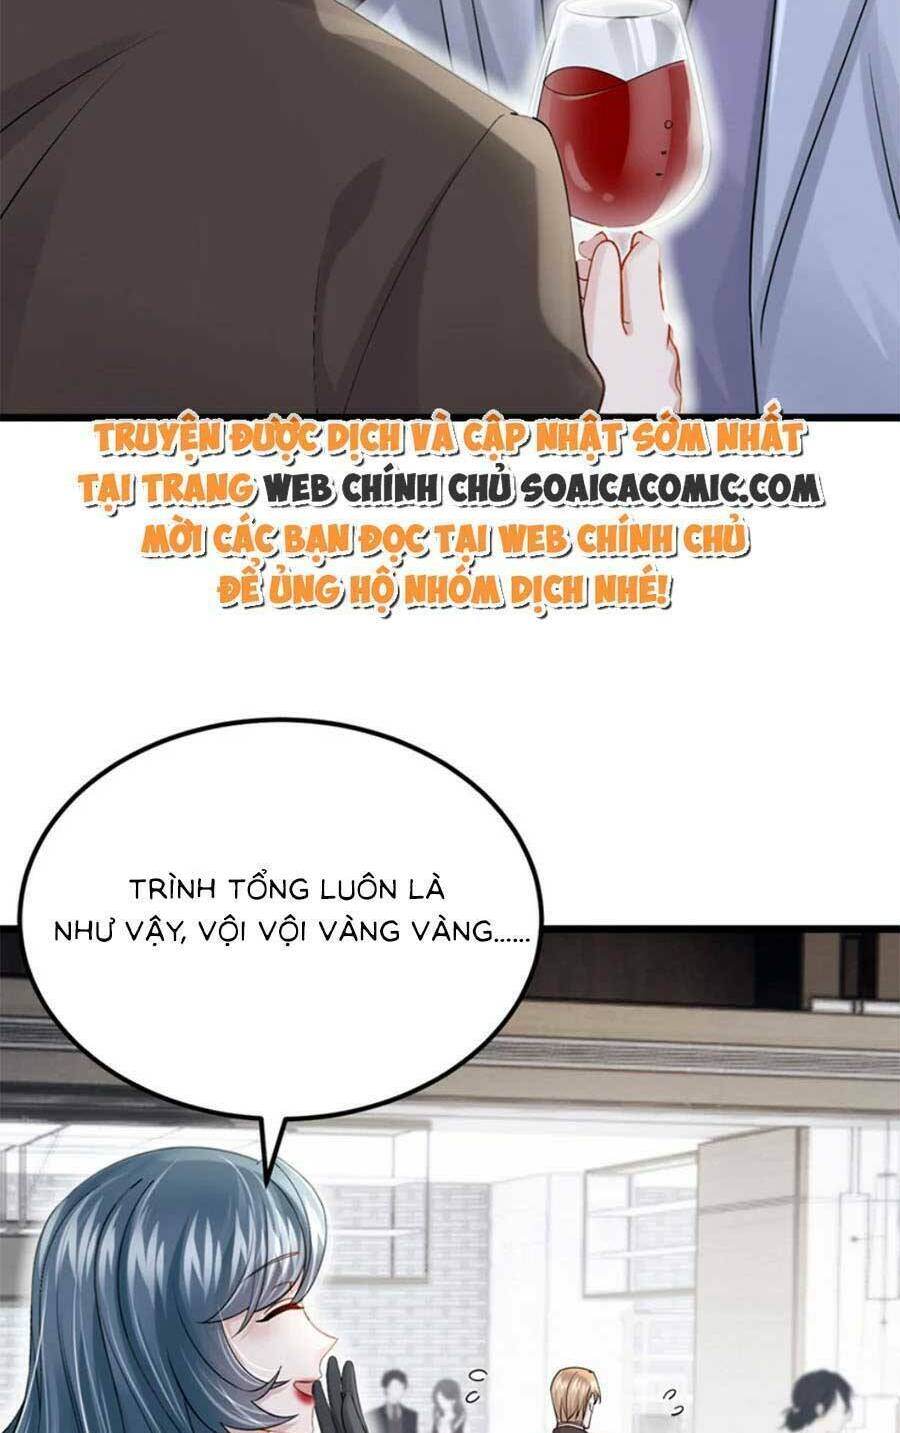 TRUYỆN ĐƯỢC DỊCH VÀ CẬP NHẬT SỚM NHẤT
TẠI TRANG WEB CHÍNH CHỦ SOAICACOMIC.COM
MỜI CÁC BẠN ĐỌC TẠI WEB CHÍNH CHỦ
ĐỂ ỦNG HỘ NHÓM DỊCH NHÉ!
TRÌNH TỔNG LUÔN LÀ
NHƯ VẬY, VỘI VỘI VÀNG VÀNG......